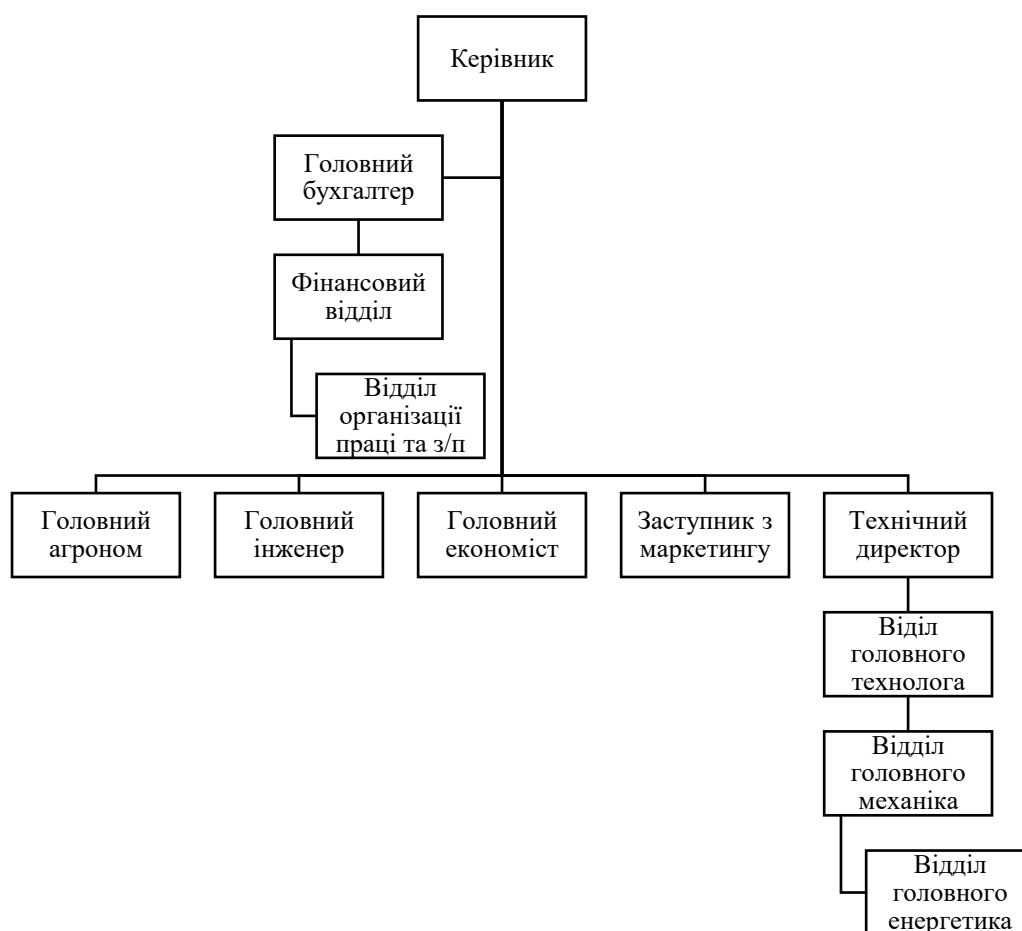 Керівник
Головний
бухгалтер
Фінансовий
відділ
Відділ
організації
праці та з/п
Головний
агроном
Головний
інженер
Головний
економіст
Заступник з
маркетингу
Технічний
директор
Віділ
головного
технолога
Відділ
головного
механіка
Відділ
головного
енергетика